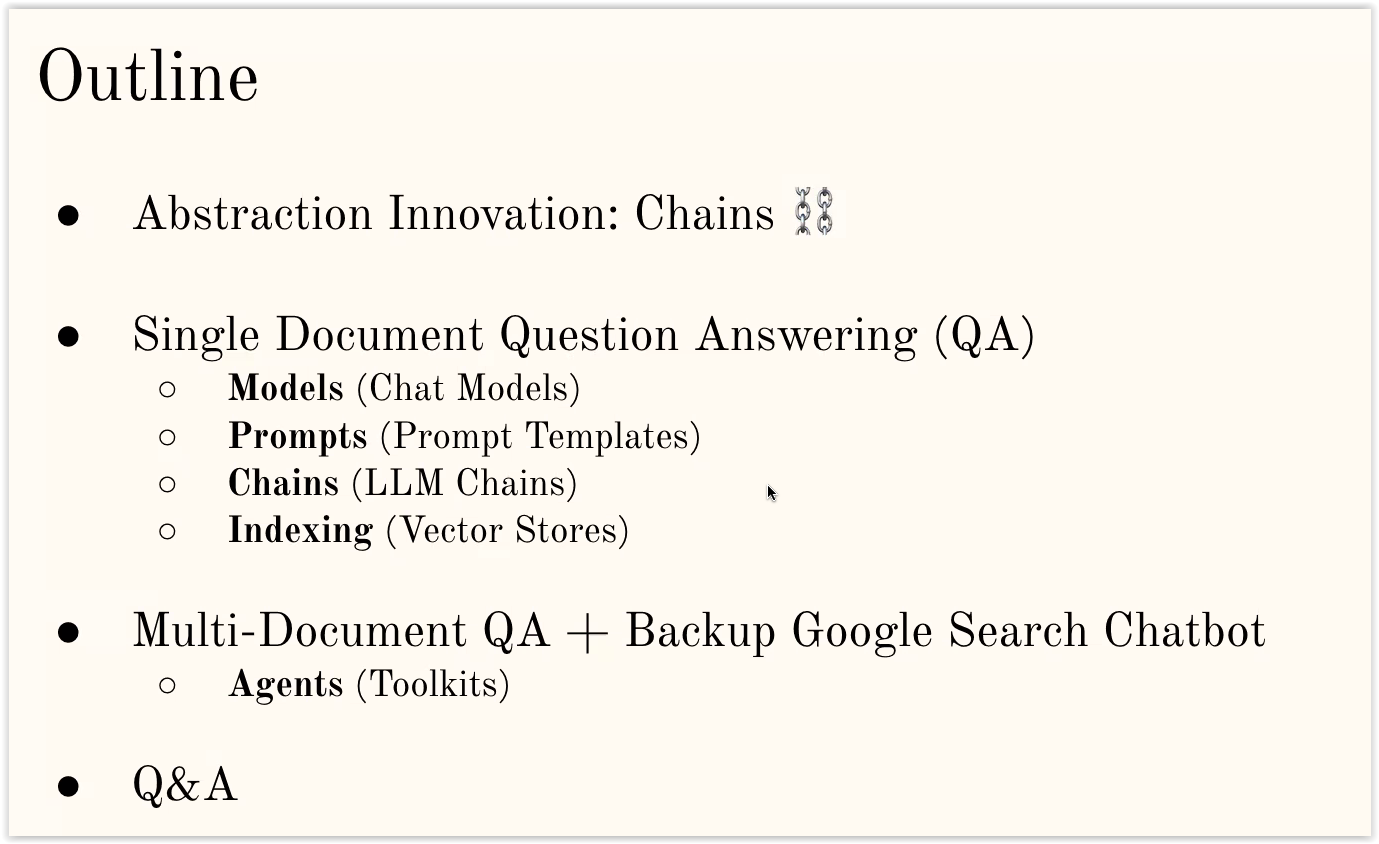 Outline
● Abstraction Innovation: Chains ⛓
● Single Document Question Answering (QA)
○ Models (Chat Models)
○ Prompts (Prompt Templates)
○ Chains (LLM Chains)
○ Indexing (Vector Stores)
● Multi-Document QA + Backup Google Search Chatbot
○ Agents (Toolkits)
● Q&A